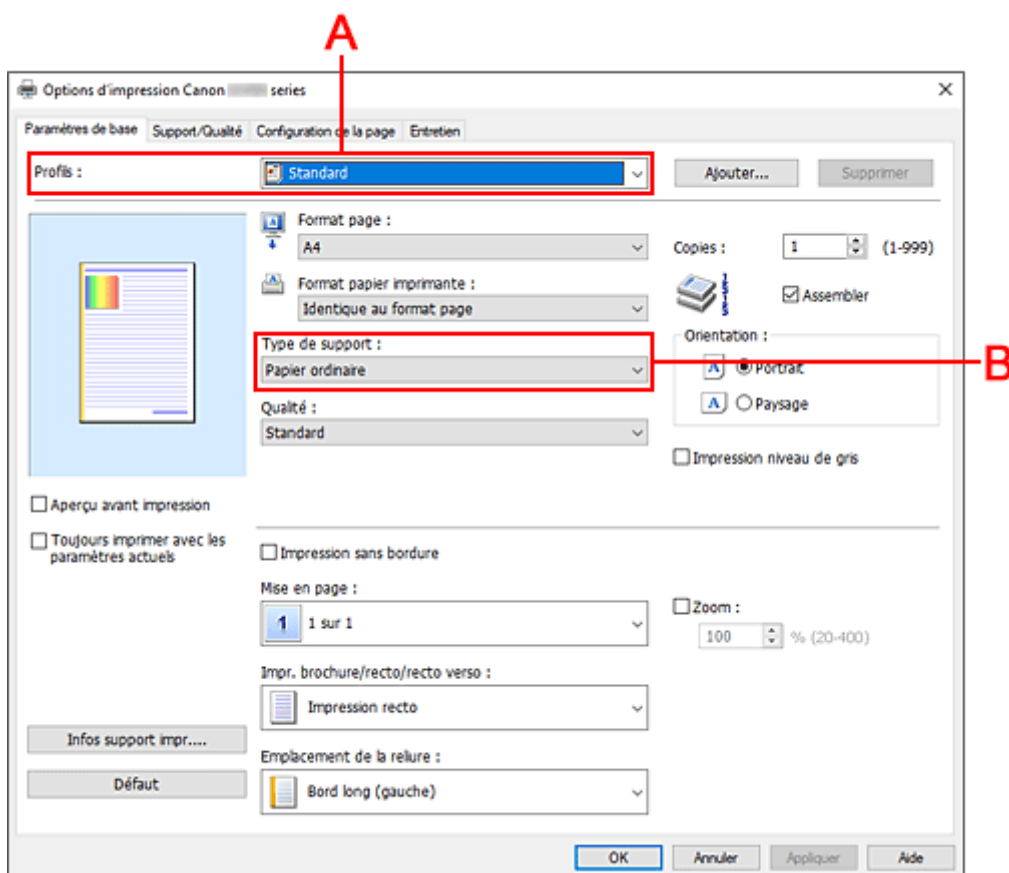 A
Options d'impression Canon series
Paramètres de base Support/Qualité Configuration de la page Entretien
Profils : Standard Ajouter... Supprimer
Format page :
A4
Copies : 1 (1-999)
Format papier imprimante :
Identique au format page
Assembler
Type de support :
Papier ordinaire
B
Orientation :
Portrait
Paysage
Qualité :
Standard
Impression niveau de gris
Aperçu avant impression
Toujours imprimer avec les
paramètres actuels
Impression sans bordure
Mise en page :
1 sur 1
Zoom :
100 % (20-400)
Impr. brochure/recto/recto verso :
Impression recto
Infos support impr....
Emplacement de la reliure :
Défaut
Bord long (gauche)
OK Annuler Appliquer Aide